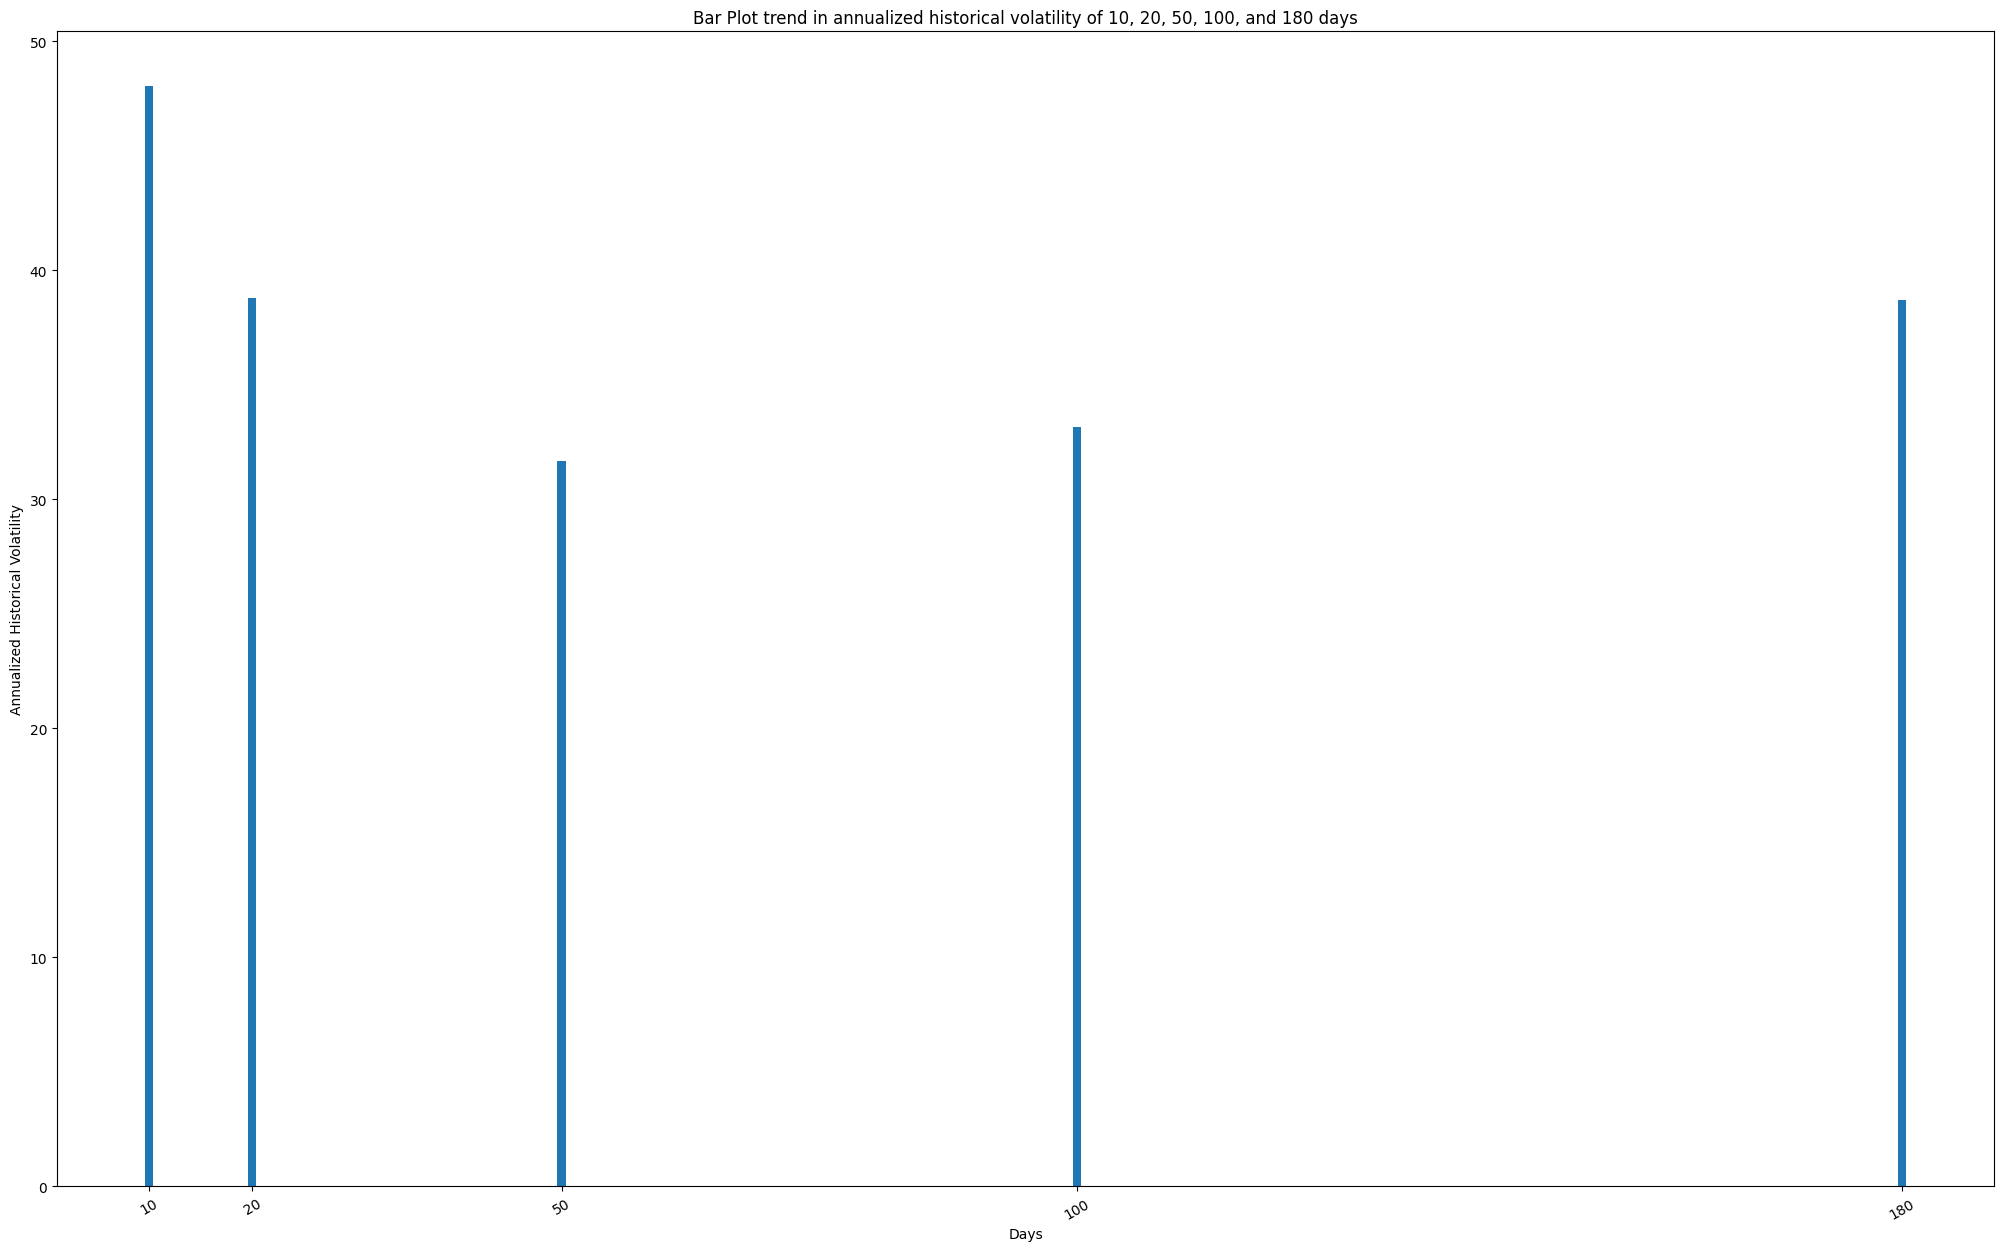 Bar Plot trend in annualized historical volatility of 10, 20, 50, 100, and 180 days
50
40
30
20
10
0
Annualized Historical Volatility
10 20 50 100 180
Days